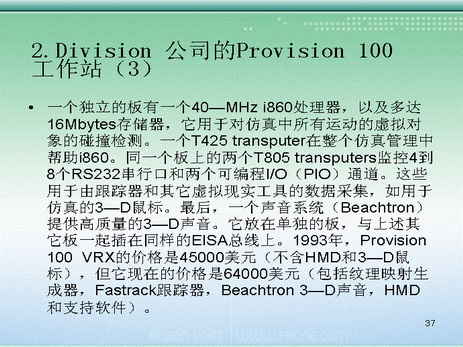 2.Division 公司的Provision 100
工作站（3）
• 一个独立的板有一个40—MHz i860处理器，以及多达
16Mbytes存储器，它用于对仿真中所有运动的虚拟对
象的碰撞检测。一个T425 transputer在整个仿真管理中
帮助i860。同一个板上的两个T805 transputers监控4到
8个RS232串行口和两个可编程I/O（PIO）通道。这些
用于由跟踪器和其它虚拟现实工具的数据采集，如用于
仿真的3—D鼠标。最后，一个声音系统（Beachtron）
提供高质量的3—D声音。它放在单独的板，与上述其
它板一起插在同样的EISA总线上。1993年，Provision
100 VRX的价格是45000美元（不含HMD和3—D鼠
标），但它现在的价格是64000美元（包括纹理映射生
成器，Fastrack跟踪器，Beachtron 3—D声音，HMD
和支持软件）。
37